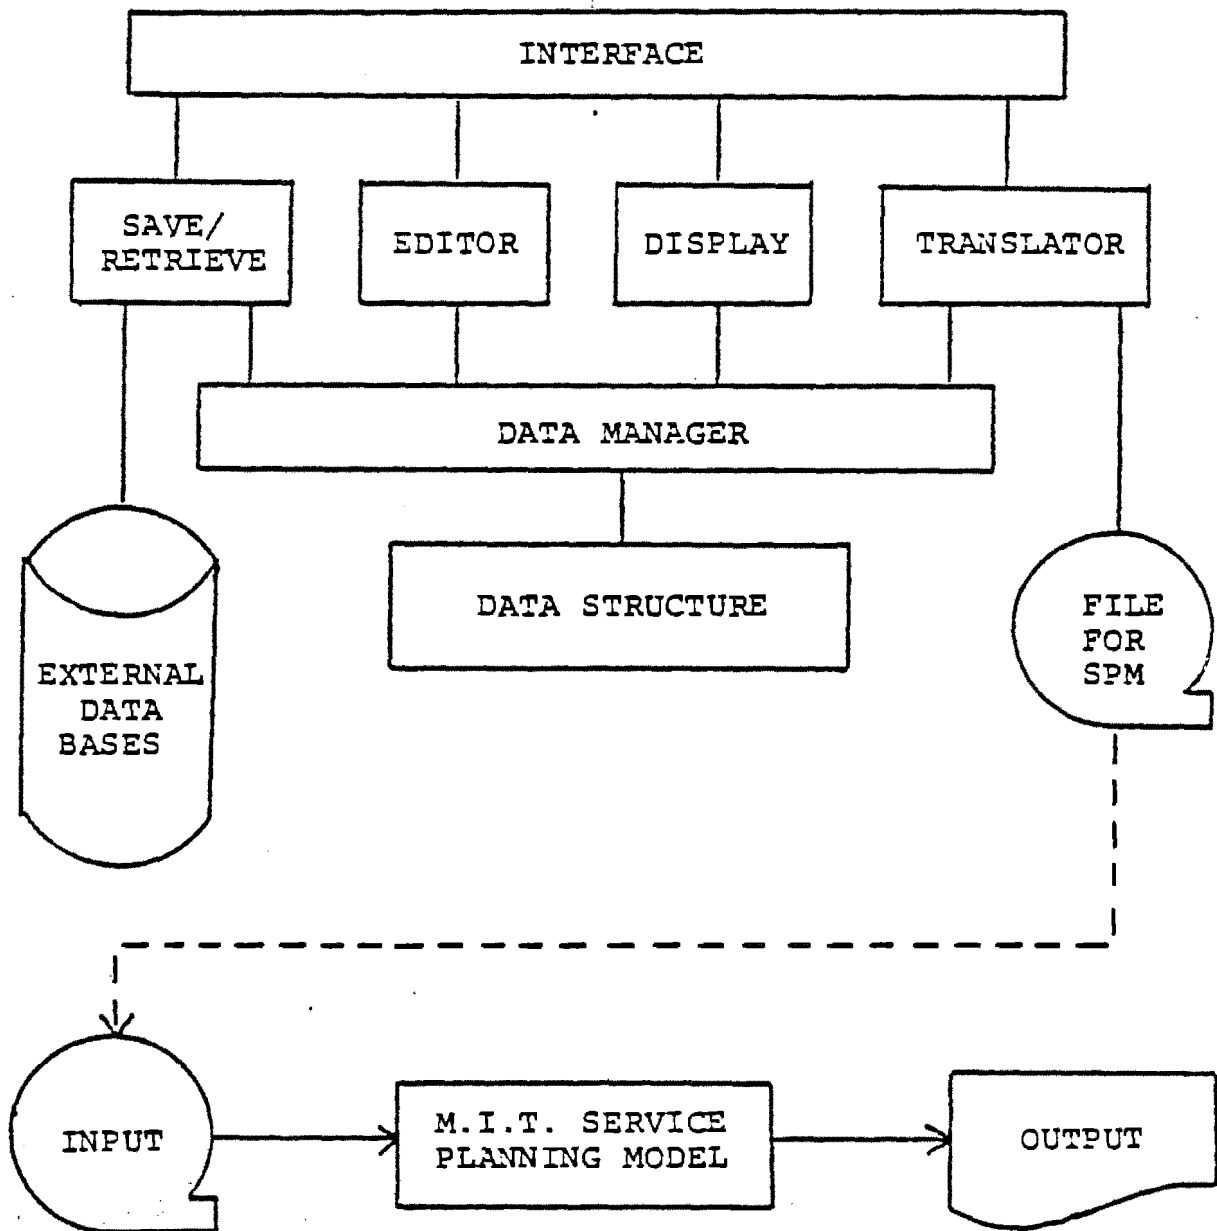 INTERFACE
SAVE/
RETRIEVE
EDITOR
DISPLAY
TRANSLATOR
DATA MANAGER
DATA STRUCTURE
EXTERNAL
DATA
BASES
FILE
FOR
SPM
INPUT
M.I.T. SERVICE
PLANNING MODEL
OUTPUT